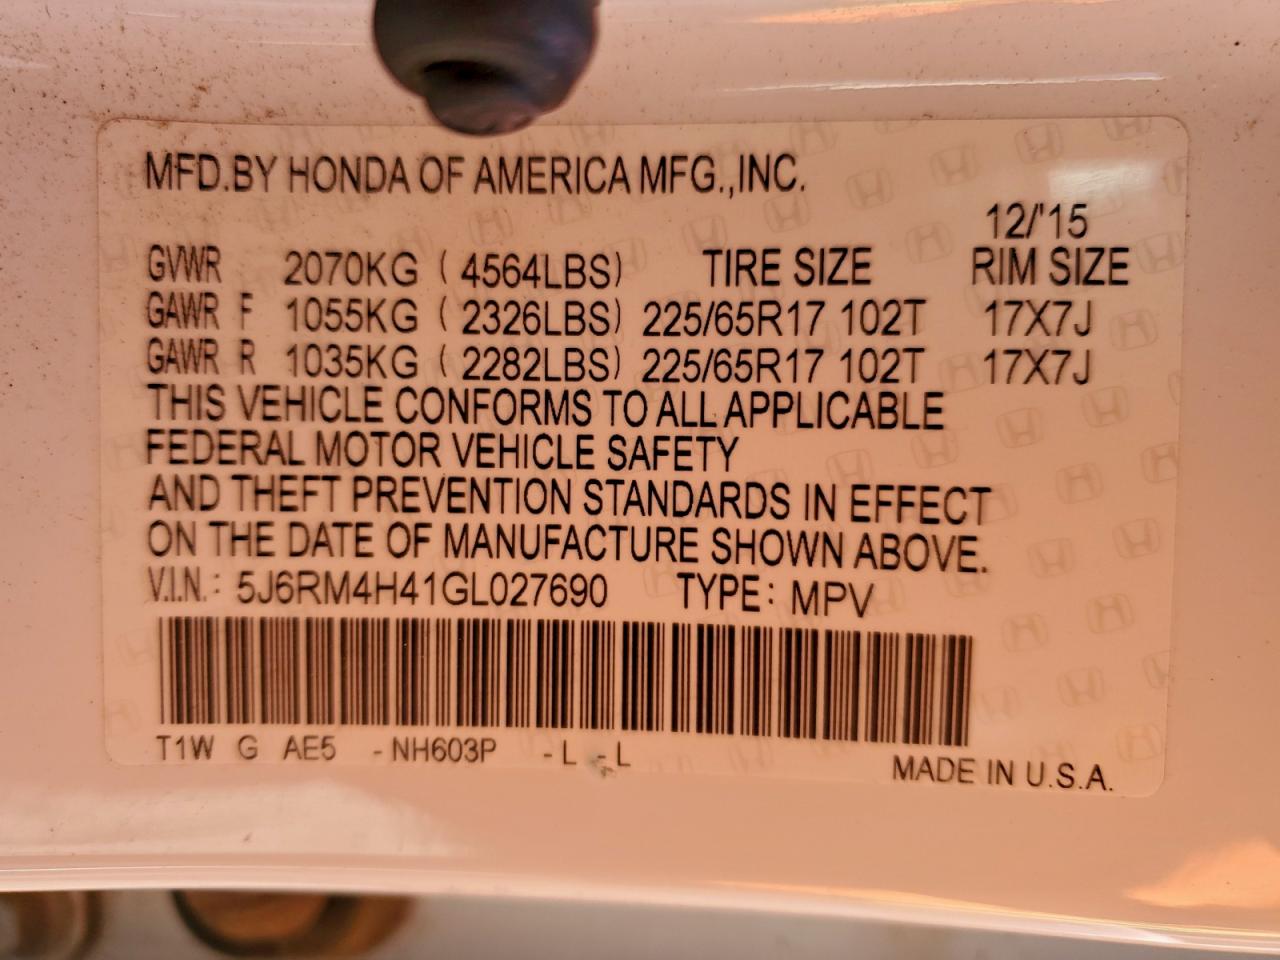 MFD.BY HONDA OF AMERICA MFG.,INC.
12/'15
GVWR 2070KG ( 4564LBS) TIRE SIZE RIM SIZE
GAWR F 1055KG ( 2326LBS) 225/65R17 102T 17X7J
GAWR R 1035KG ( 2282LBS) 225/65R17 102T 17X7J
THIS VEHICLE CONFORMS TO ALL APPLICABLE
FEDERAL MOTOR VEHICLE SAFETY
AND THEFT PREVENTION STANDARDS IN EFFECT
ON THE DATE OF MANUFACTURE SHOWN ABOVE.
V.I.N.: 5J6RM4H41GL027690 TYPE: MPV
T1W G AE5 -NH603P -L -L
MADE IN U.S.A.